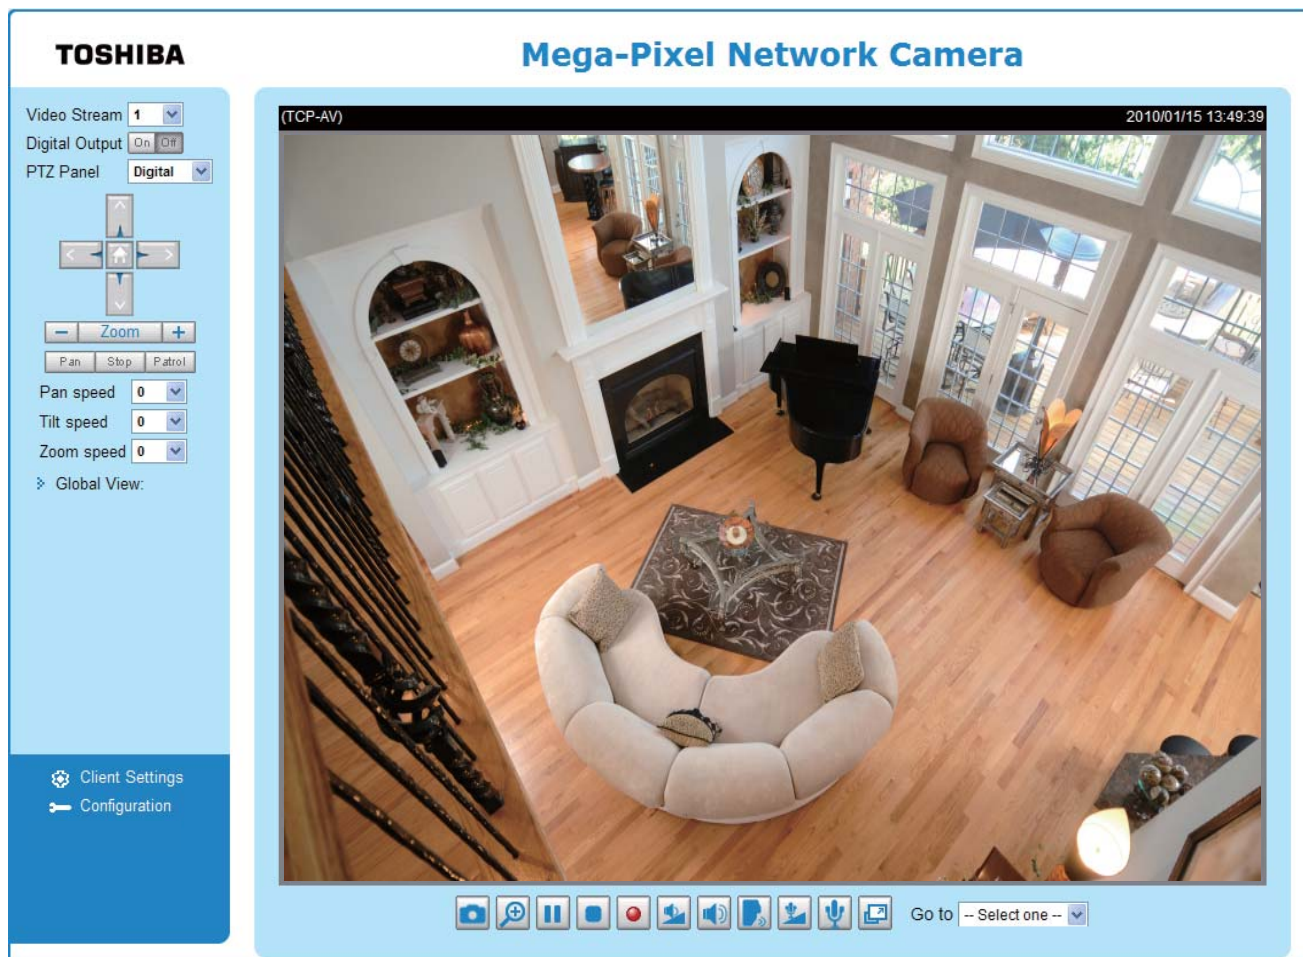 TOSHIBA
Mega-Pixel Network Camera
Video Stream 1
Digital Output On Off
PTZ Panel Digital
Zoom
Pan Stop Patrol
Pan speed 0
Tilt speed 0
Zoom speed 0
Global View:
Client Settings
Configuration
(TCP-AV) 2010/01/15 13:49:39
Go to -- Select one --